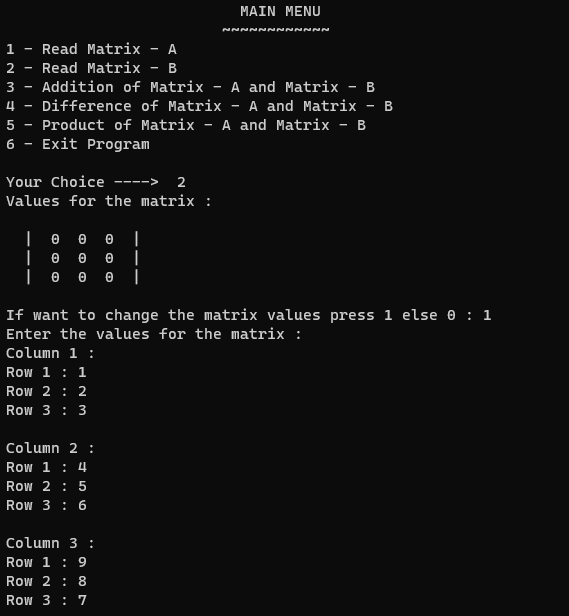 MAIN MENU
~~~~~~~~~~~~
1 - Read Matrix - A
2 - Read Matrix - B
3 - Addition of Matrix - A and Matrix - B
4 - Difference of Matrix - A and Matrix - B
5 - Product of Matrix - A and Matrix - B
6 - Exit Program
Your Choice ---->  2
Values for the matrix :
|  0  0  0  |
|  0  0  0  |
|  0  0  0  |
If want to change the matrix values press 1 else 0 : 1
Enter the values for the matrix :
Column 1 :
Row 1 : 1
Row 2 : 2
Row 3 : 3
Column 2 :
Row 1 : 4
Row 2 : 5
Row 3 : 6
Column 3 :
Row 1 : 9
Row 2 : 8
Row 3 : 7